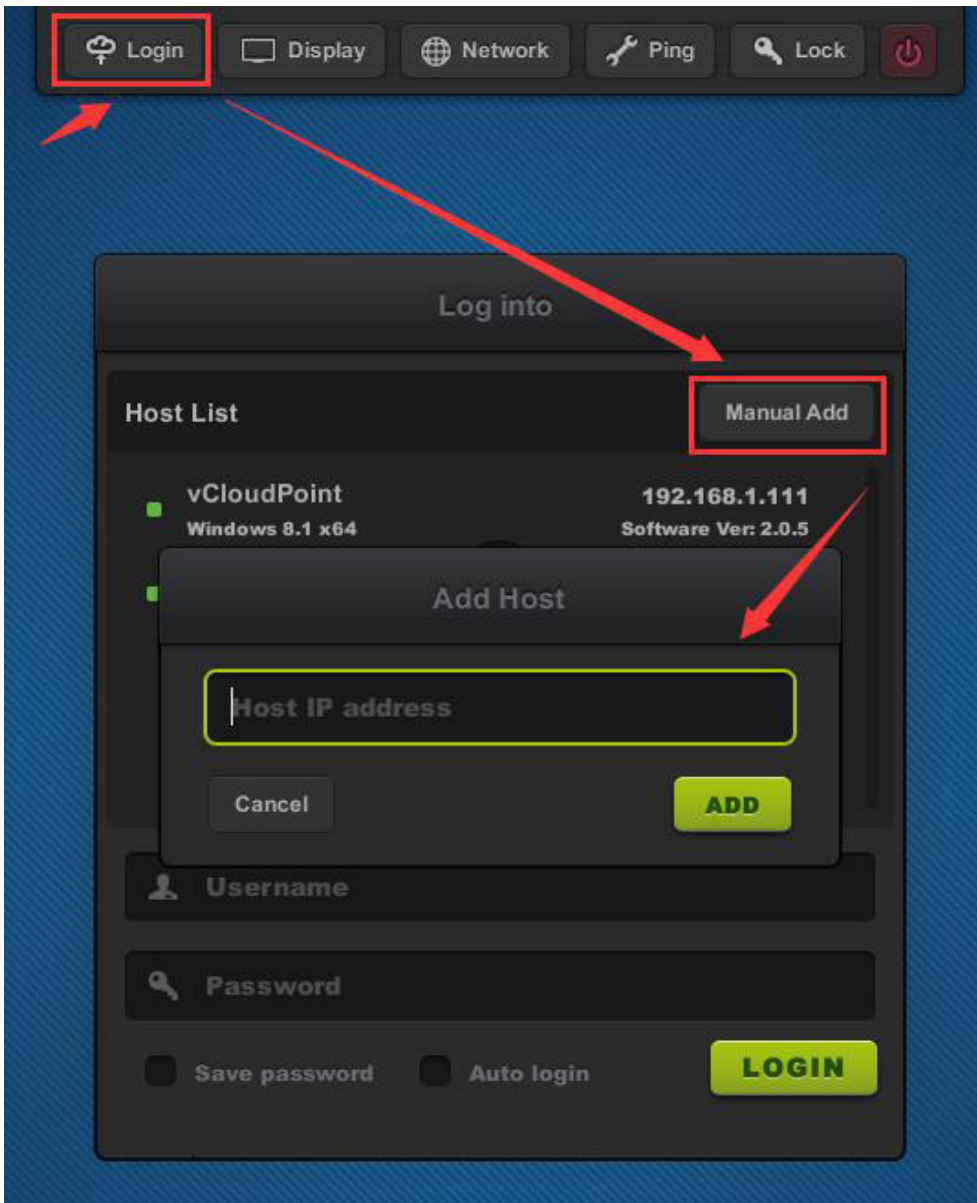 Login Display Network Ping Lock
Log into
Host List Manual Add
vCloudPoint 192.168.1.111
Windows 8.1 x64 Software Ver: 2.0.5
Add Host
Host IP address
Cancel ADD
Username
Password
Save password Auto login LOGIN